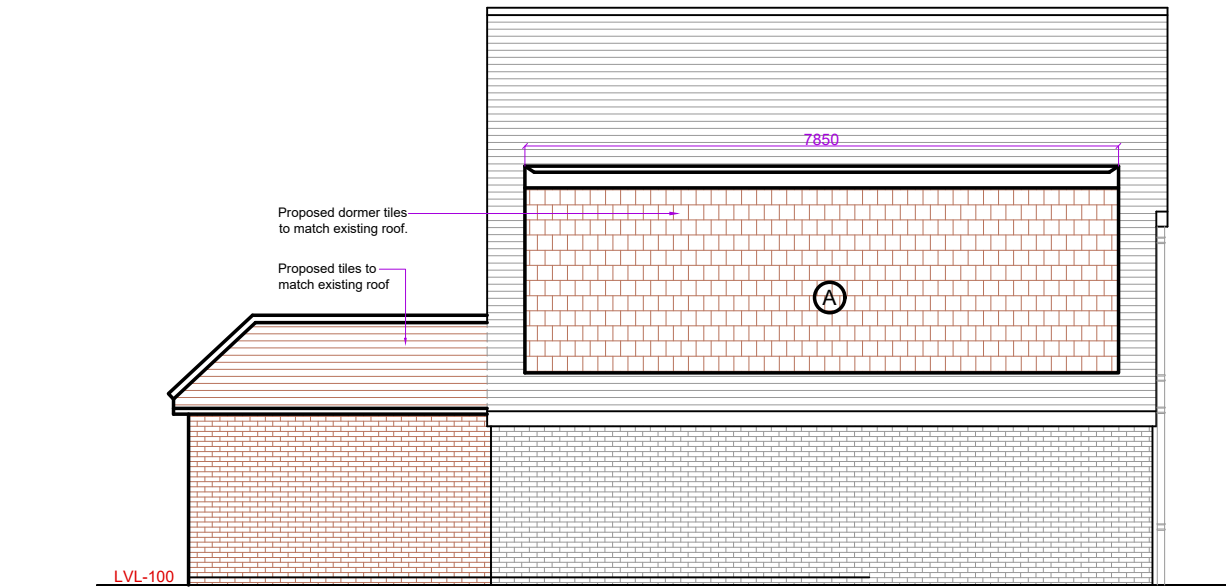 7850
Proposed dormer tiles
to match existing roof.
Proposed tiles to
match existing roof
A
LVL-100